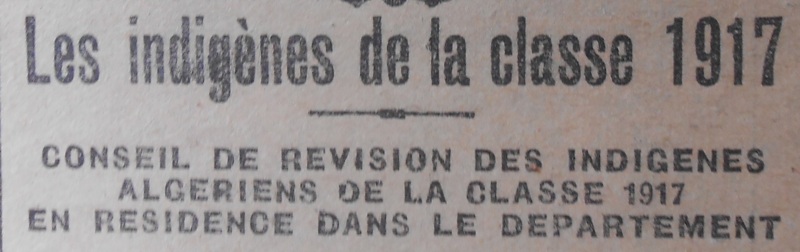 Les indigènes de la classe 1917
CONSEIL DE REVISION DES INDIGENES
ALGERIENS DE LA CLASSE 1917
EN RESIDENCE DANS LE DEPARTEMENT